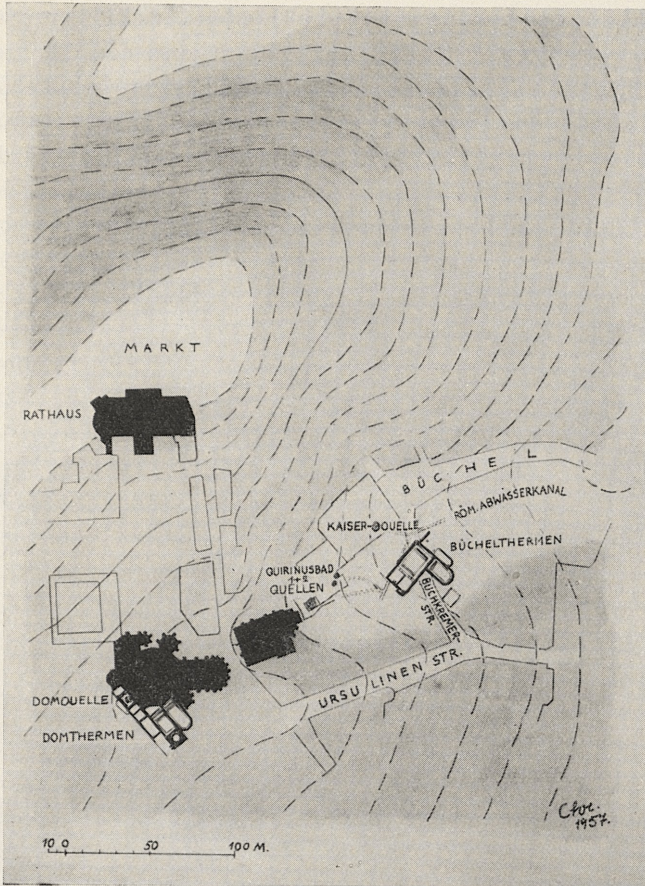 MARKT
RATHAUS
BÜCHEL
RÖM. ABWASSERKANAL
KAISER-QUELLE
BÜCHELTHERMEN
QUIRINUSBAD
1+2
QUELLEN
BÜCHKREMER-
STR.
URSULINEN STR.
DOMQUELLE
DOMTHERMEN
1957.
10 0 50 100 M.